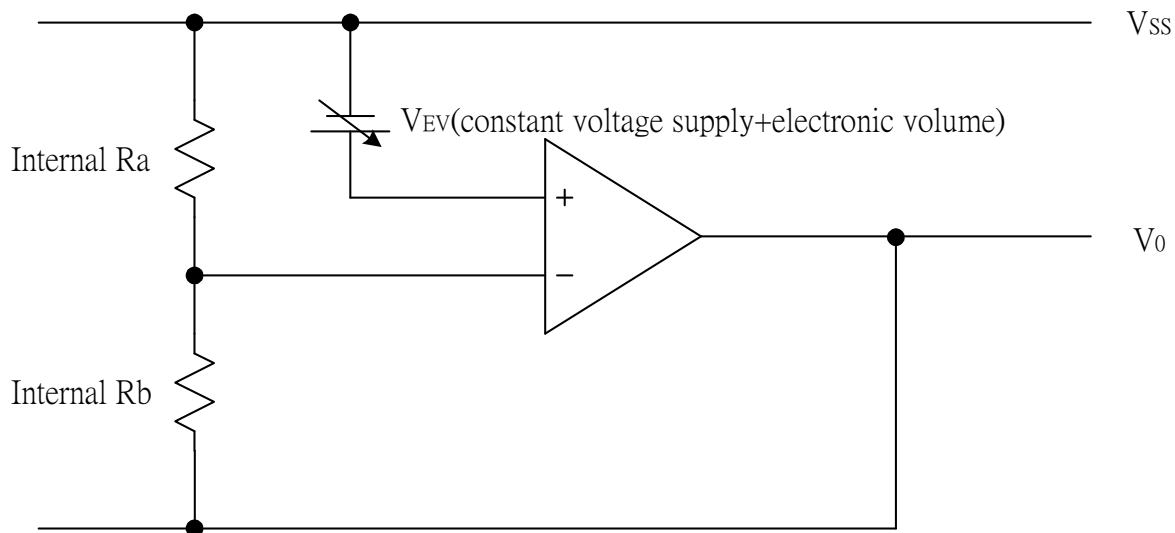 VSS
VEV(constant voltage supply+electronic volume)
Internal Ra
+
V0
−
Internal Rb